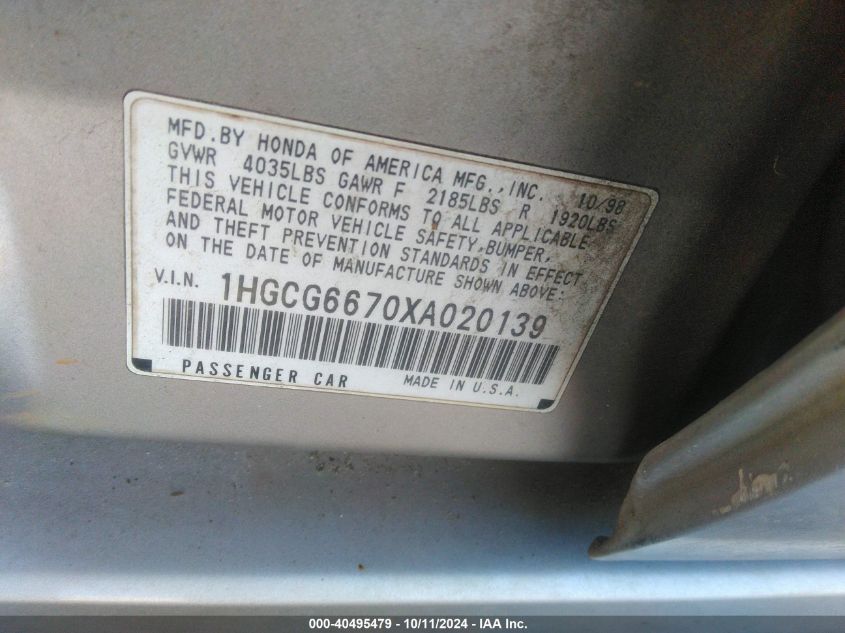 MFD.BY HONDA OF AMERICA MFG.,INC. 10/98
GVWR 4035LBS GAWR F 2185LBS R 1920LBS
THIS VEHICLE CONFORMS TO ALL APPLICABLE
FEDERAL MOTOR VEHICLE SAFETY,BUMPER,
AND THEFT PREVENTION STANDARDS IN EFFECT
ON THE DATE OF MANUFACTURE SHOWN ABOVE:
V.I.N. 1HGCG6670XA020139
PASSENGER CAR MADE IN U.S.A.
000-40495479 - 10/11/2024 - IAA Inc.